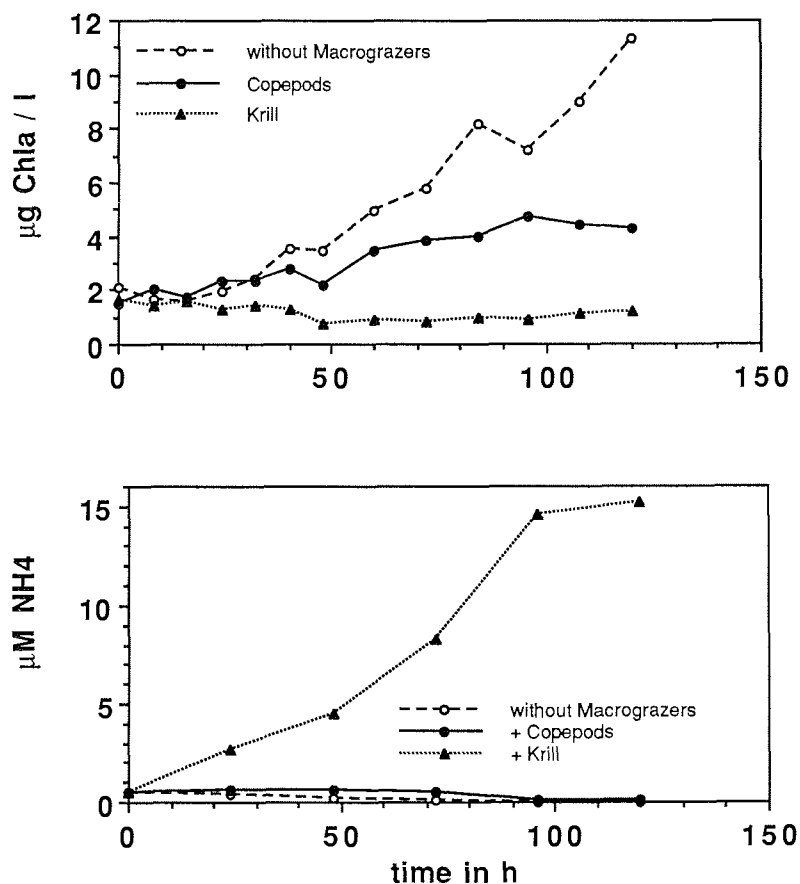 12
10
8
6
4
2
0
µg Chla / l
without Macrograzers
Copepods
Krill
0 50 100 150
15
10
5
0
µM NH4
without Macrograzers
+ Copepods
+ Krill
0 50 100 150
time in h